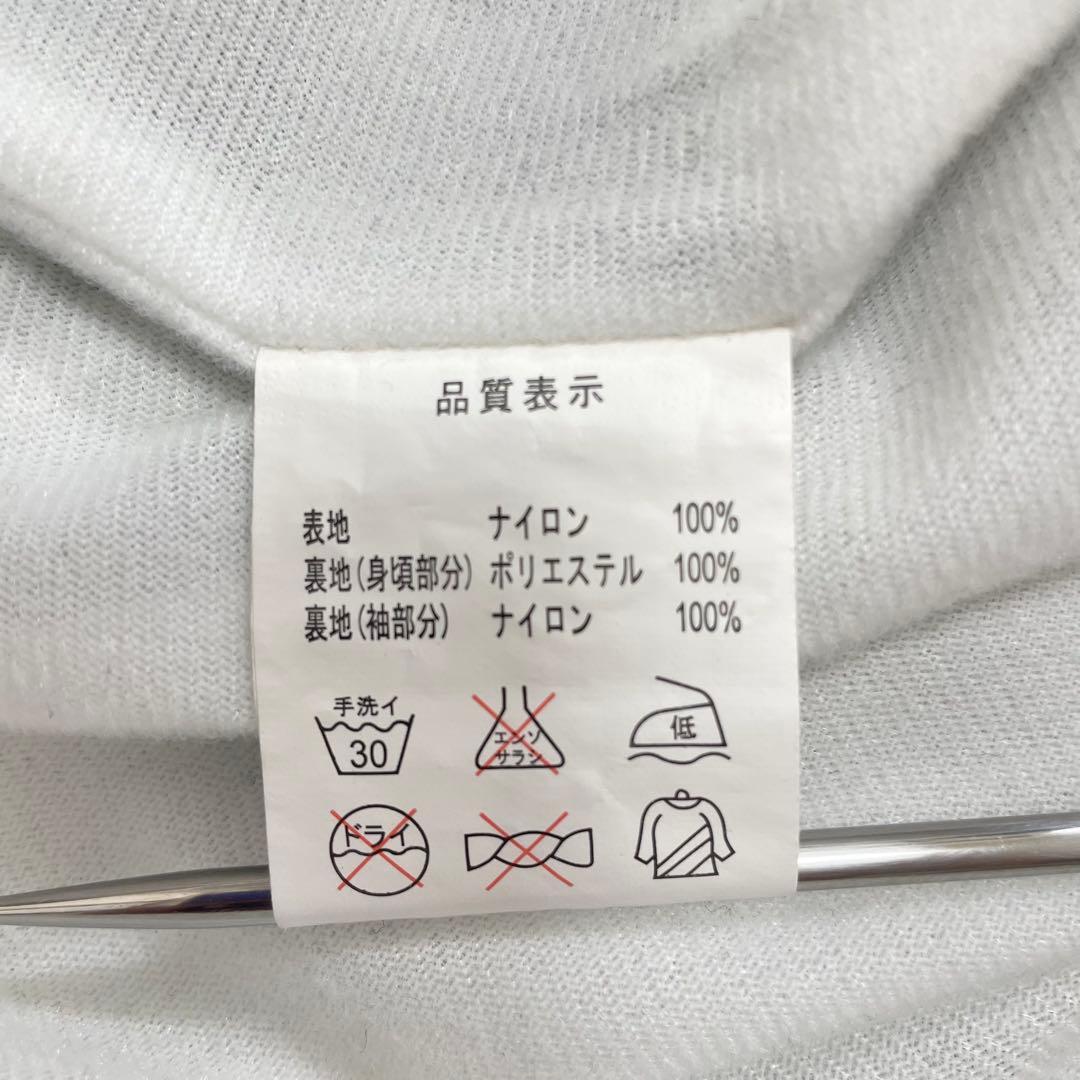 品質表示
表地 ナイロン 100%
裏地(身頃部分) ポリエステル 100%
裏地(袖部分) ナイロン 100%
手洗イ
30
エンソ
サラシ
低
ドライ